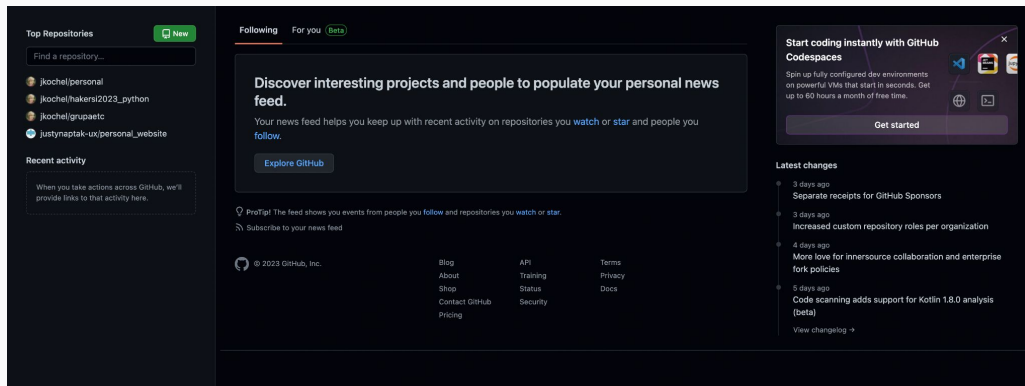 Top Repositories
New
Find a repository...
jkochel/personal
jkochel/hakersi2023_python
jkochel/grupaetc
justynaptak-ux/personal_website
Recent activity
When you take actions across GitHub, we'll
provide links to that activity here.
Following
For you Beta
Discover interesting projects and people to populate your personal news
feed.
Your news feed helps you keep up with recent activity on repositories you watch or star and people you
follow.
Explore GitHub
ProTip! The feed shows you events from people you follow and repositories you watch or star.
Subscribe to your news feed
© 2023 GitHub, Inc.
Blog
About
Shop
Contact GitHub
Pricing
API
Training
Status
Security
Terms
Privacy
Docs
Start coding instantly with GitHub
Codespaces
Spin up fully configured dev environments
on powerful VMs that start in seconds. Get
up to 60 hours a month of free time.
Get started
Latest changes
3 days ago
Separate receipts for GitHub Sponsors
3 days ago
Increased custom repository roles per organization
4 days ago
More love for innersource collaboration and enterprise
fork policies
5 days ago
Code scanning adds support for Kotlin 1.8.0 analysis
(beta)
View changelog →